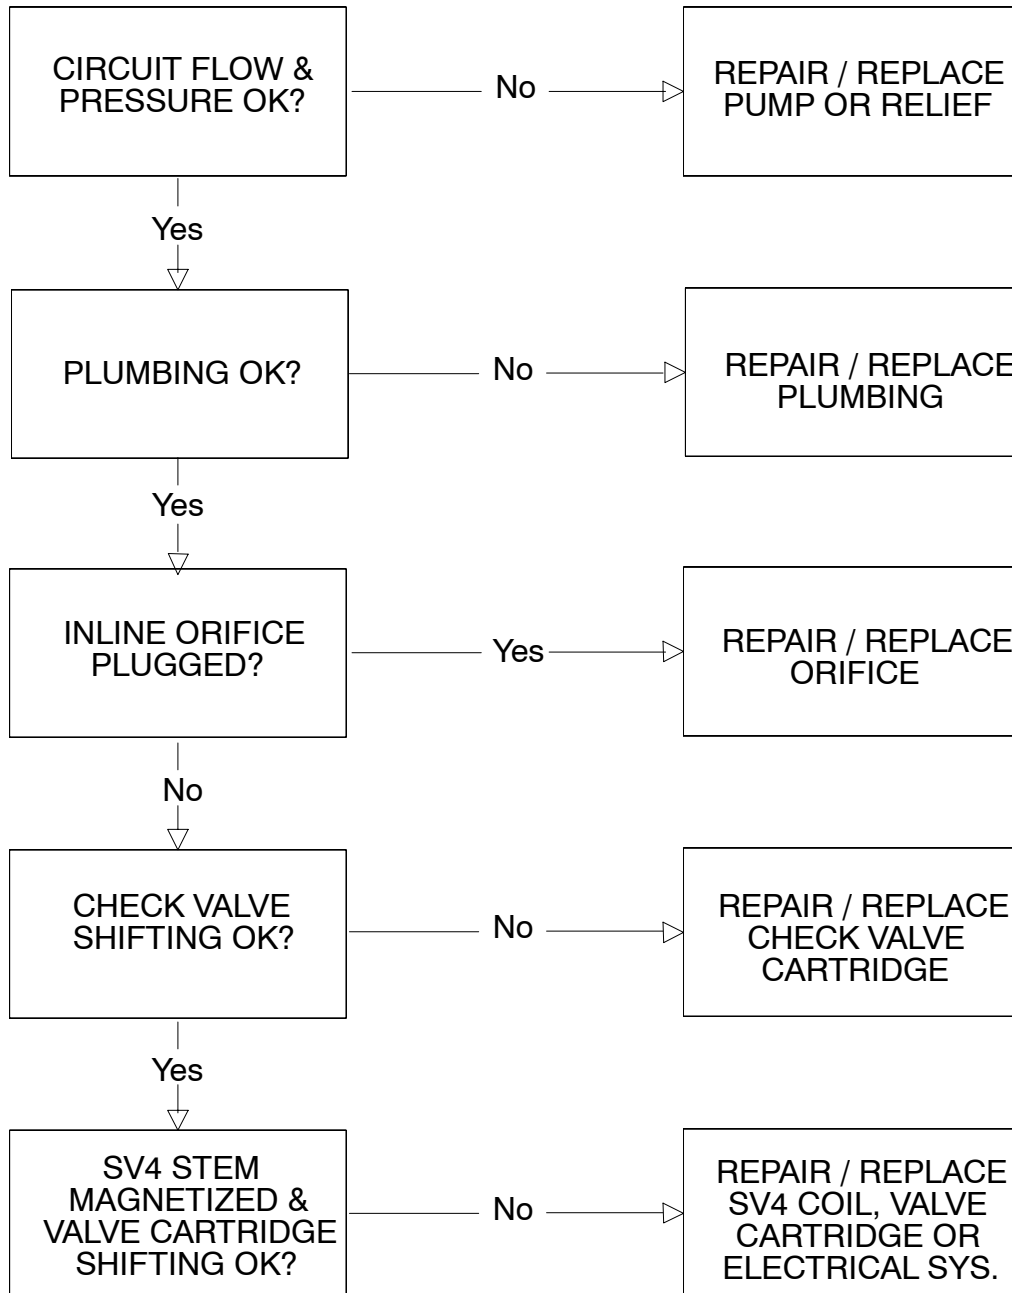 CIRCUIT FLOW &
PRESSURE OK?
No
REPAIR / REPLACE
PUMP OR RELIEF
Yes
PLUMBING OK?
No
REPAIR / REPLACE
PLUMBING
Yes
INLINE ORIFICE
PLUGGED?
Yes
REPAIR / REPLACE
ORIFICE
No
CHECK VALVE
SHIFTING OK?
No
REPAIR / REPLACE
CHECK VALVE
CARTRIDGE
Yes
SV4 STEM
MAGNETIZED &
VALVE CARTRIDGE
SHIFTING OK?
No
REPAIR / REPLACE
SV4 COIL, VALVE
CARTRIDGE OR
ELECTRICAL SYS.